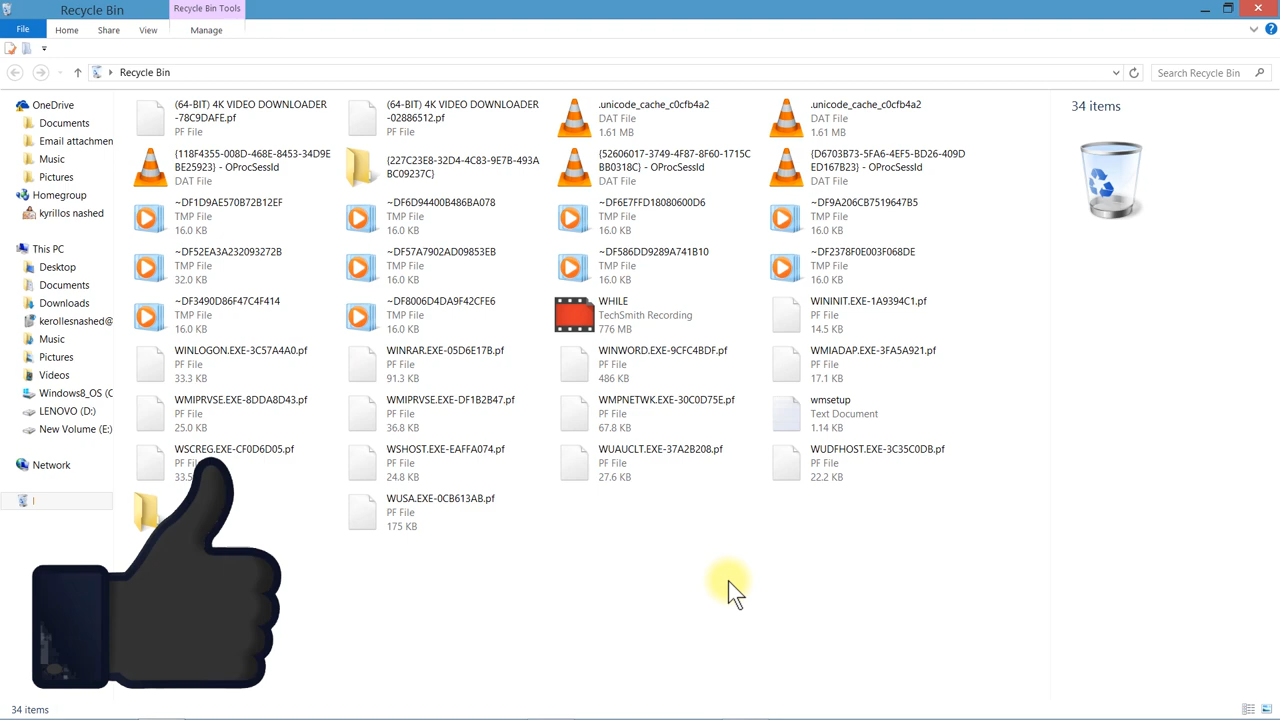 Recycle Bin
Recycle Bin Tools
File
Home
Share
View
Manage
Recycle Bin
Search Recycle Bin
OneDrive
Documents
Email attachmen
Music
Pictures
Homegroup
kyrillos nashed
This PC
Desktop
Documents
Downloads
kerollesnashed@
Music
Pictures
Videos
Windows8_OS (C
LENOVO (D:)
New Volume (E:)
Network
(64-BIT) 4K VIDEO DOWNLOADER
-78C9DAFE.pf
PF File
(64-BIT) 4K VIDEO DOWNLOADER
-02886512.pf
PF File
.unicode_cache_c0cfb4a2
DAT File
1.61 MB
.unicode_cache_c0cfb4a2
DAT File
1.61 MB
{118F4355-008D-468E-8453-34D9E
BE25923} - OProcSessId
DAT File
{227C23E8-32D4-4C83-9E7B-493A
BC09237C}
{52606017-3749-4F87-8F60-1715C
BB0318C} - OProcSessId
DAT File
{D6703B73-5FA6-4EF5-BD26-409D
ED167B23} - OProcSessId
DAT File
~DF1D9AE570B72B12EF
TMP File
16.0 KB
~DF6D94400B486BA078
TMP File
16.0 KB
~DF6E7FFD18080600D6
TMP File
16.0 KB
~DF9A206CB7519647B5
TMP File
16.0 KB
~DF52EA3A232093272B
TMP File
32.0 KB
~DF57A7902AD09853EB
TMP File
16.0 KB
~DF586DD9289A741B10
TMP File
16.0 KB
~DF2378F0E003F068DE
TMP File
16.0 KB
~DF3490D86F47C4F414
TMP File
16.0 KB
~DF8006D4DA9F42CFE6
TMP File
16.0 KB
WHILE
TechSmith Recording
776 MB
WININIT.EXE-1A9394C1.pf
PF File
14.5 KB
WINLOGON.EXE-3C57A4A0.pf
PF File
33.3 KB
WINRAR.EXE-05D6E17B.pf
PF File
91.3 KB
WINWORD.EXE-9CFC4BDF.pf
PF File
486 KB
WMIADAP.EXE-3FA5A921.pf
PF File
17.1 KB
WMIPRVSE.EXE-8DDA8D43.pf
PF File
25.0 KB
WMIPRVSE.EXE-DF1B2B47.pf
PF File
36.8 KB
WMPNETWK.EXE-30C0D75E.pf
PF File
67.8 KB
wmsetup
Text Document
1.14 KB
WSCREG.EXE-CF0D6D05.pf
PF
33.5
WSHOST.EXE-EAFFA074.pf
PF File
24.8 KB
WUAUCLT.EXE-37A2B208.pf
PF File
27.6 KB
WUDFHOST.EXE-3C35C0DB.pf
PF File
22.2 KB
WUSA.EXE-0CB613AB.pf
PF File
175 KB
34 items
34 items